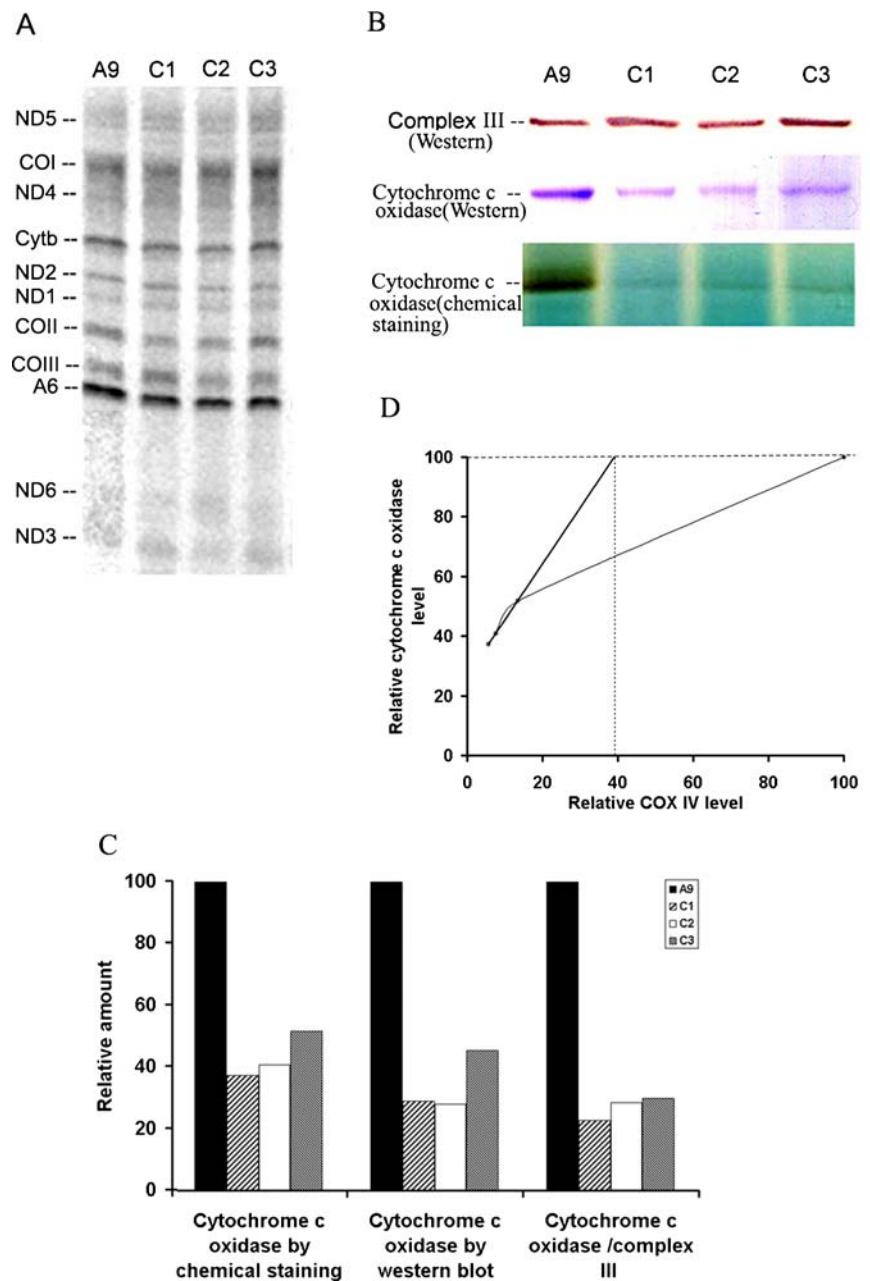 A
A9 C1 C2 C3
ND5 --
COI --
ND4 --
Cytb --
ND2 --
ND1 --
COII --
COIII --
A6 --
ND6 --
ND3 --
B
A9 C1 C2 C3
Complex III --
(Western)
Cytochrome c --
oxidase(Western)
Cytochrome c --
oxidase(chemical
staining)
D
Relative cytochrome c oxidase
level
100
80
60
40
20
0
0 20 40 60 80 100
Relative COX IV level
C
Relative amount
100
80
60
40
20
0
A9
C1
C2
C3
Cytochrome c
oxidase by
chemical staining
Cytochrome c
oxidase by
western blot
Cytochrome c
oxidase /complex
III